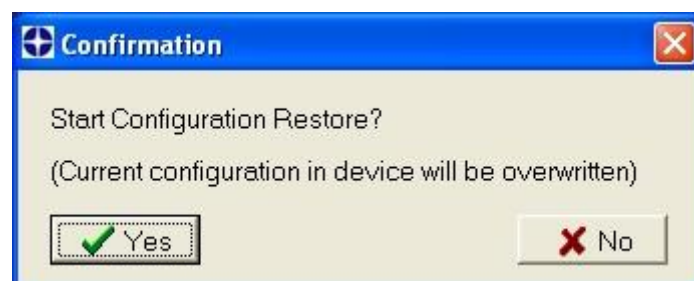 Confirmation
Start Configuration Restore?
(Current configuration in device will be overwritten)
Yes No